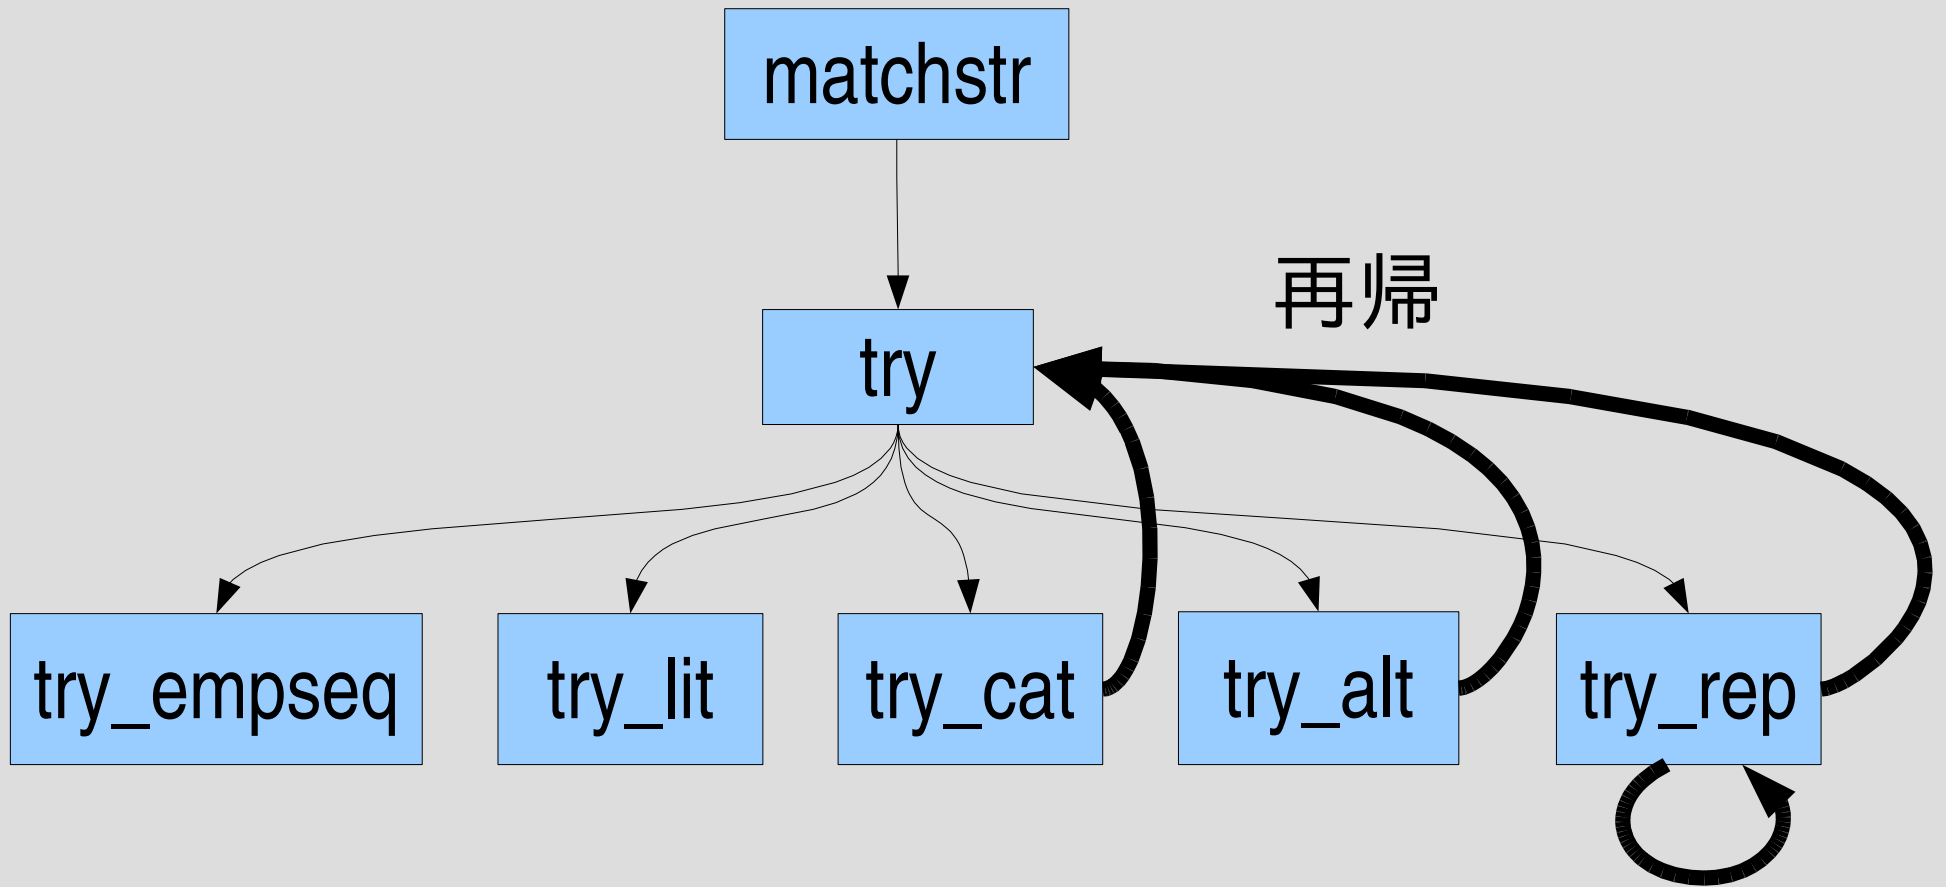 matchstr
再帰
try
try_empseq
try_lit
try_cat
try_alt
try_rep